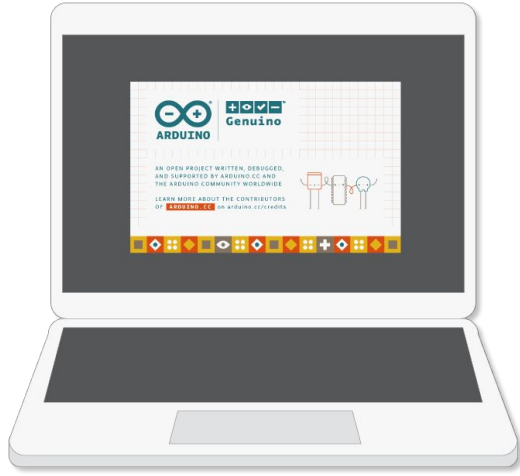 ARDUINO
Genuino
AN OPEN PROJECT WRITTEN, DEBUGGED,
AND SUPPORTED BY ARDUINO.CC AND
THE ARDUINO COMMUNITY WORLDWIDE
LEARN MORE ABOUT THE CONTRIBUTORS
OF ARDUINO.CC on arduino.cc/credits